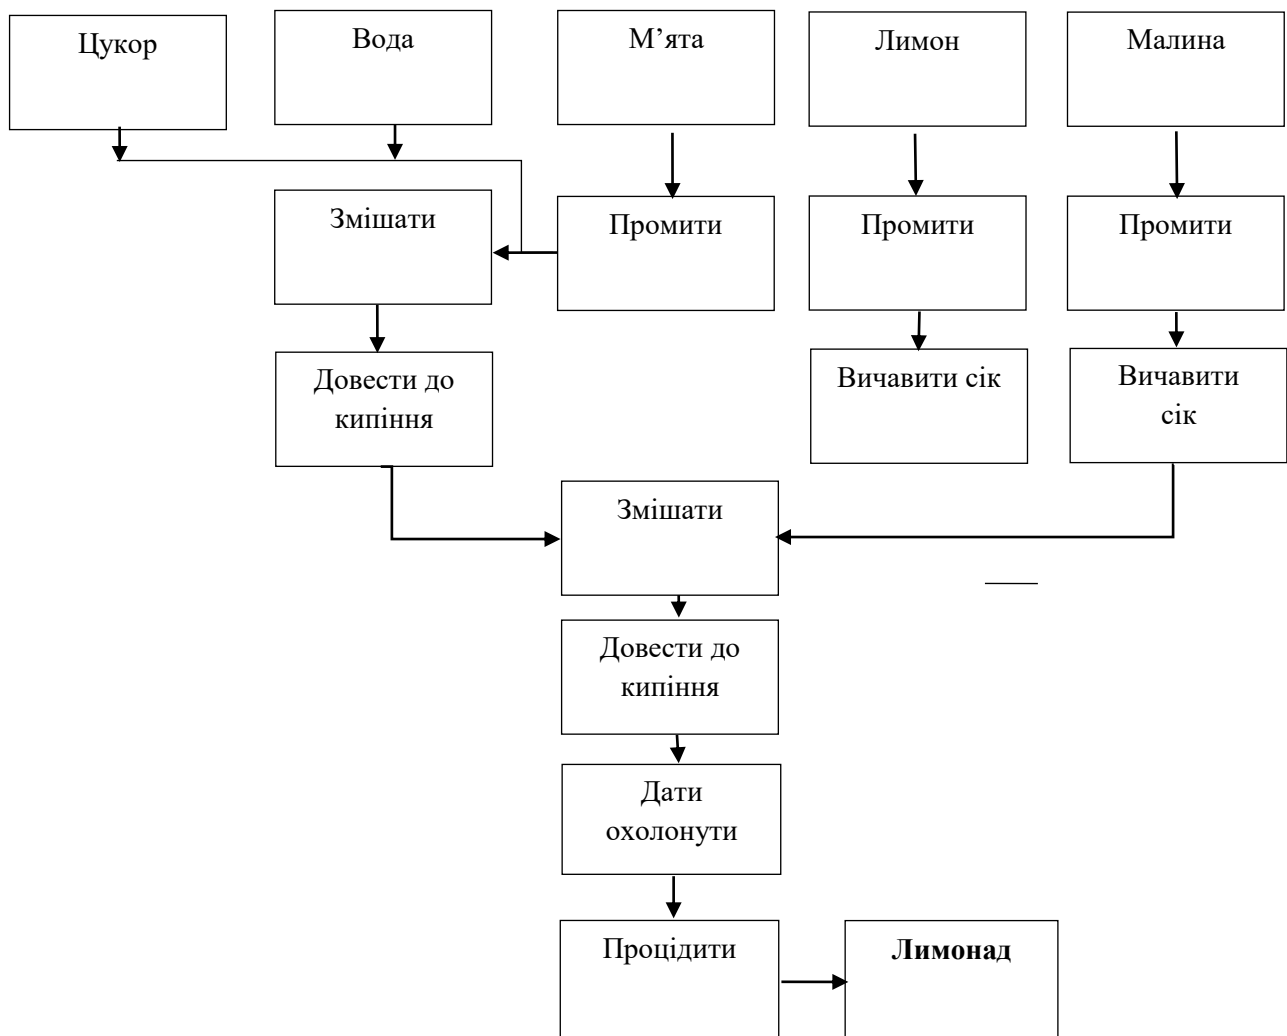 Цукор
Вода
М’ята
Лимон
Малина
Змішати
Промити
Промити
Промити
Довести до
кипіння
Вичавити сік
Вичавити
сік
Змішати
Довести до
кипіння
Дати
охолонути
Процідити
Лимонад